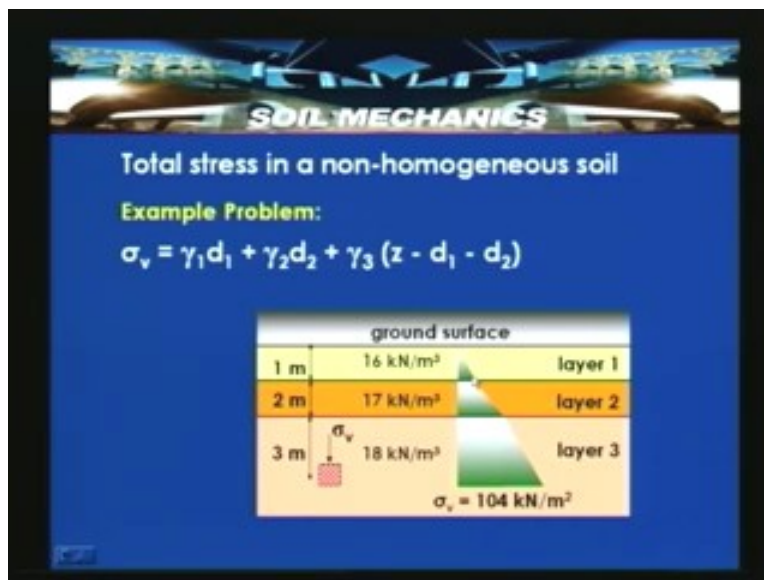 SOIL MECHANICS
Total stress in a non-homogeneous soil
Example Problem:
σv = γ1d1 + γ2d2 + γ3 (z - d1 - d2)
ground surface
1 m 16 kN/m³ layer 1
2 m 17 kN/m³ layer 2
σv
3 m 18 kN/m³ layer 3
σv = 104 kN/m²